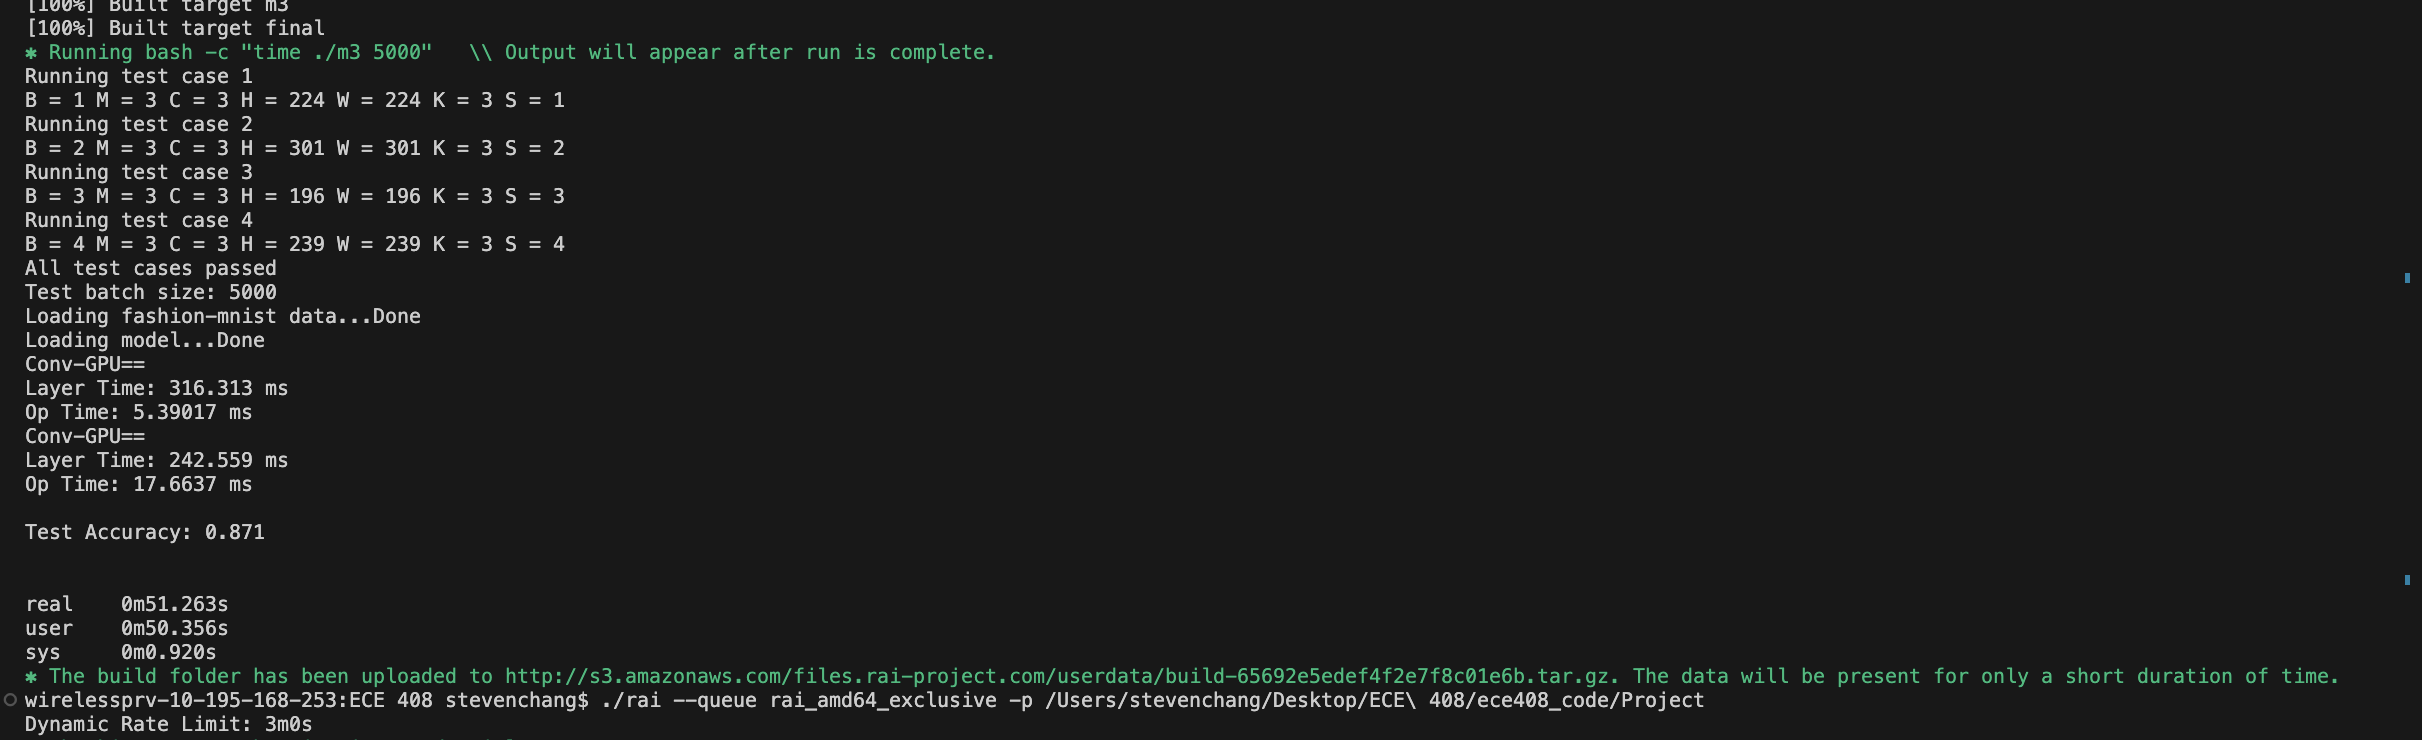 [100%] Built target m3
[100%] Built target final
✱ Running bash -c "time ./m3 5000"   \\ Output will appear after run is complete.
Running test case 1
B = 1 M = 3 C = 3 H = 224 W = 224 K = 3 S = 1
Running test case 2
B = 2 M = 3 C = 3 H = 301 W = 301 K = 3 S = 2
Running test case 3
B = 3 M = 3 C = 3 H = 196 W = 196 K = 3 S = 3
Running test case 4
B = 4 M = 3 C = 3 H = 239 W = 239 K = 3 S = 4
All test cases passed
Test batch size: 5000
Loading fashion-mnist data...Done
Loading model...Done
Conv-GPU==
Layer Time: 316.313 ms
Op Time: 5.39017 ms
Conv-GPU==
Layer Time: 242.559 ms
Op Time: 17.6637 ms
Test Accuracy: 0.871
real    0m51.263s
user    0m50.356s
sys     0m0.920s
✱ The build folder has been uploaded to http://s3.amazonaws.com/files.rai-project.com/userdata/build-65692e5edef4f2e7f8c01e6b.tar.gz. The data will be present for only a short duration of time.
wirelessprv-10-195-168-253:ECE 408 stevenchang$ ./rai --queue rai_amd64_exclusive -p /Users/stevenchang/Desktop/ECE\ 408/ece408_code/Project
Dynamic Rate Limit: 3m0s